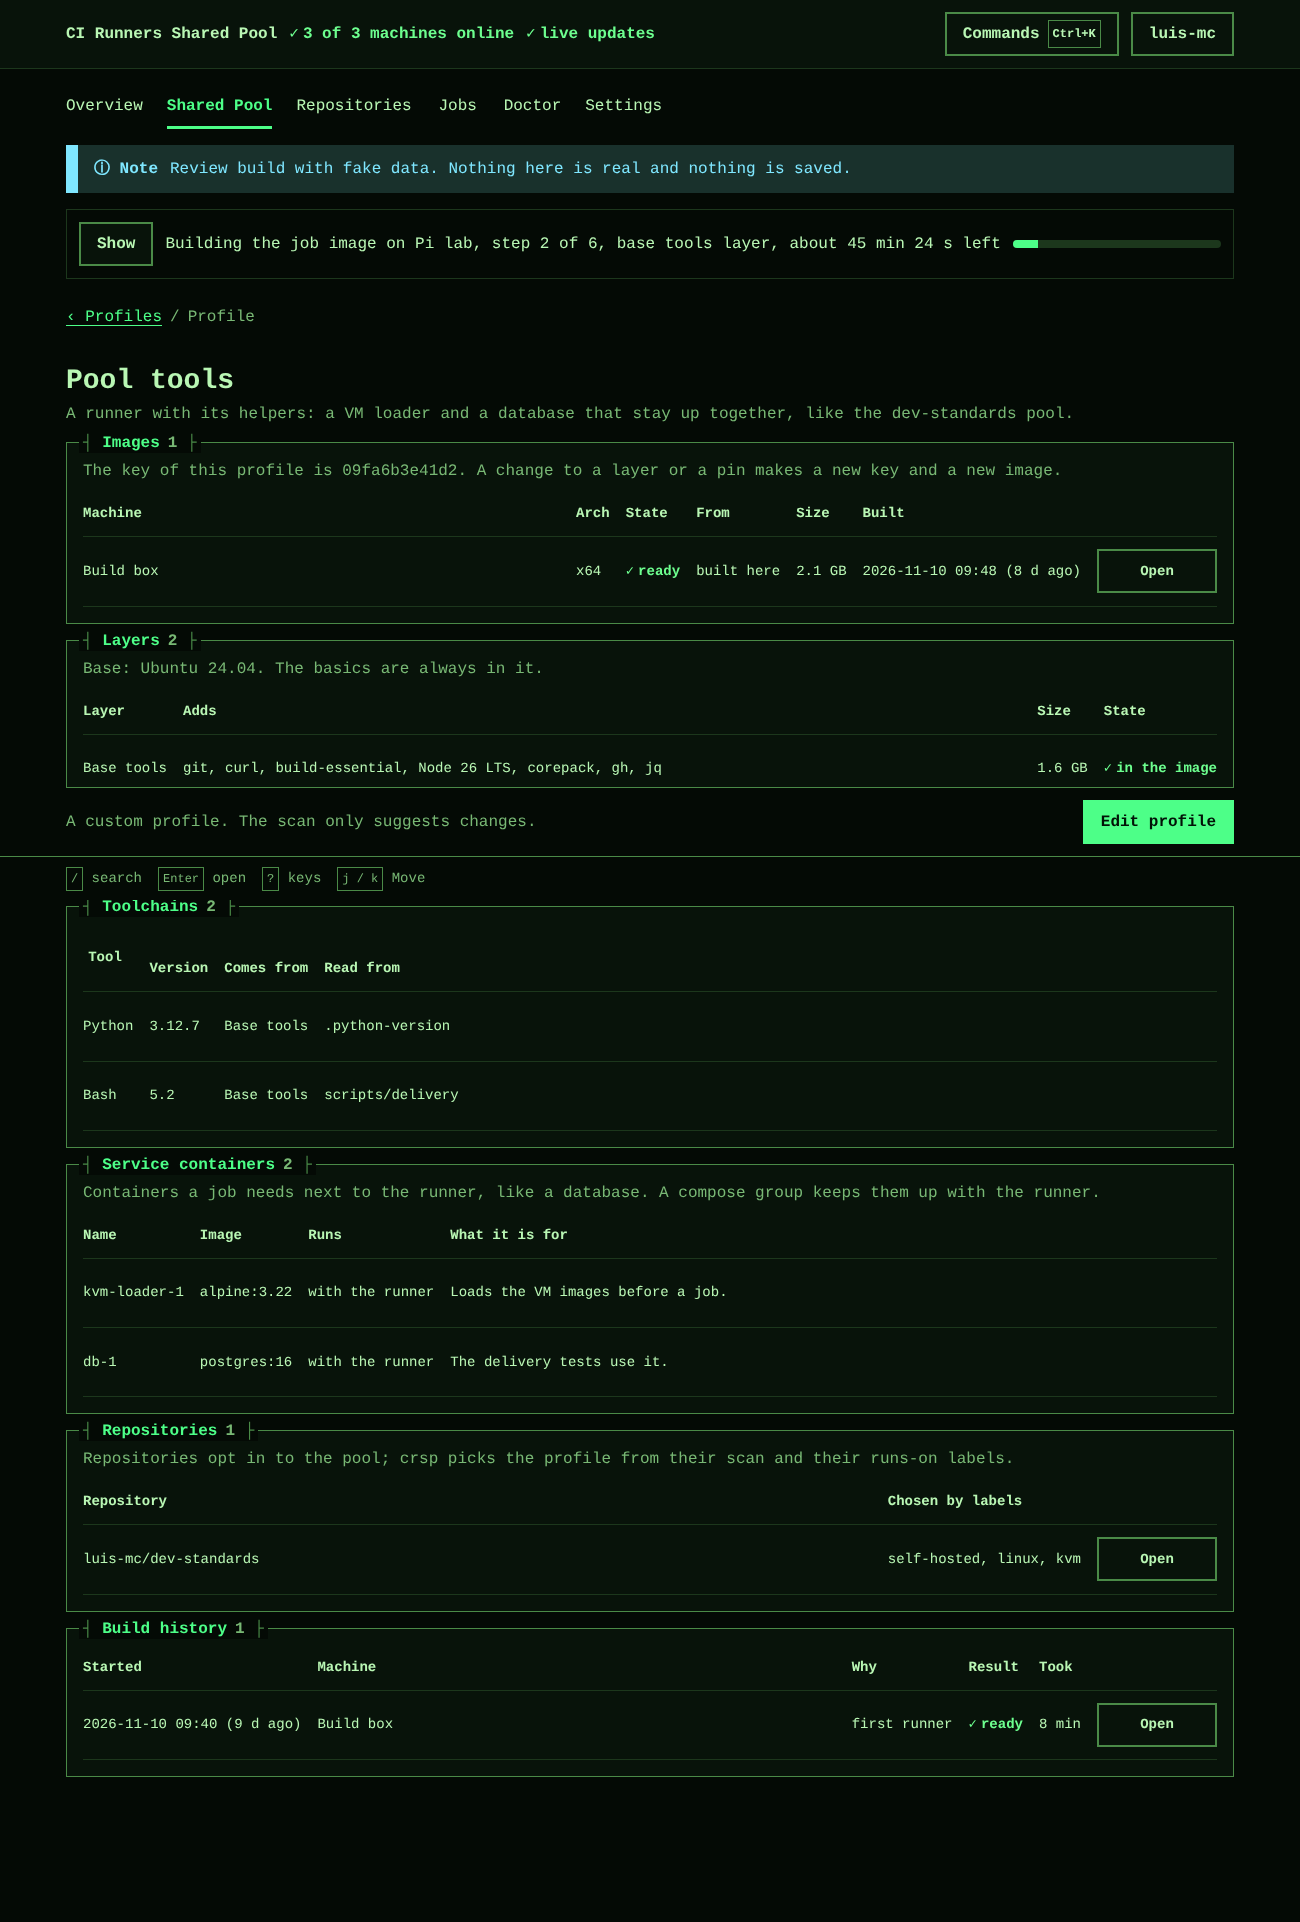 CI Runners Shared Pool ✓ 3 of 3 machines online ✓ live updates Commands Ctrl+K luis-mc
Overview Shared Pool Repositories Jobs Doctor Settings
ⓘ Note Review build with fake data. Nothing here is real and nothing is saved.
Show Building the job image on Pi lab, step 2 of 6, base tools layer, about 45 min 24 s left
‹ Profiles / Profile
Pool tools
A runner with its helpers: a VM loader and a database that stay up together, like the dev-standards pool.
Images 1
The key of this profile is 09fa6b3e41d2. A change to a layer or a pin makes a new key and a new image.
Machine Arch State From Size Built
Build box x64 ✓ ready built here 2.1 GB 2026-11-10 09:48 (8 d ago) Open
Layers 2
Base: Ubuntu 24.04. The basics are always in it.
Layer Adds Size State
Base tools git, curl, build-essential, Node 26 LTS, corepack, gh, jq 1.6 GB ✓ in the image
A custom profile. The scan only suggests changes. Edit profile
/ search Enter open ? keys j / k Move
Toolchains 2
Tool Version Comes from Read from
Python 3.12.7 Base tools .python-version
Bash 5.2 Base tools scripts/delivery
Service containers 2
Containers a job needs next to the runner, like a database. A compose group keeps them up with the runner.
Name Image Runs What it is for
kvm-loader-1 alpine:3.22 with the runner Loads the VM images before a job.
db-1 postgres:16 with the runner The delivery tests use it.
Repositories 1
Repositories opt in to the pool; crsp picks the profile from their scan and their runs-on labels.
Repository Chosen by labels
luis-mc/dev-standards self-hosted, linux, kvm Open
Build history 1
Started Machine Why Result Took
2026-11-10 09:40 (9 d ago) Build box first runner ✓ ready 8 min Open